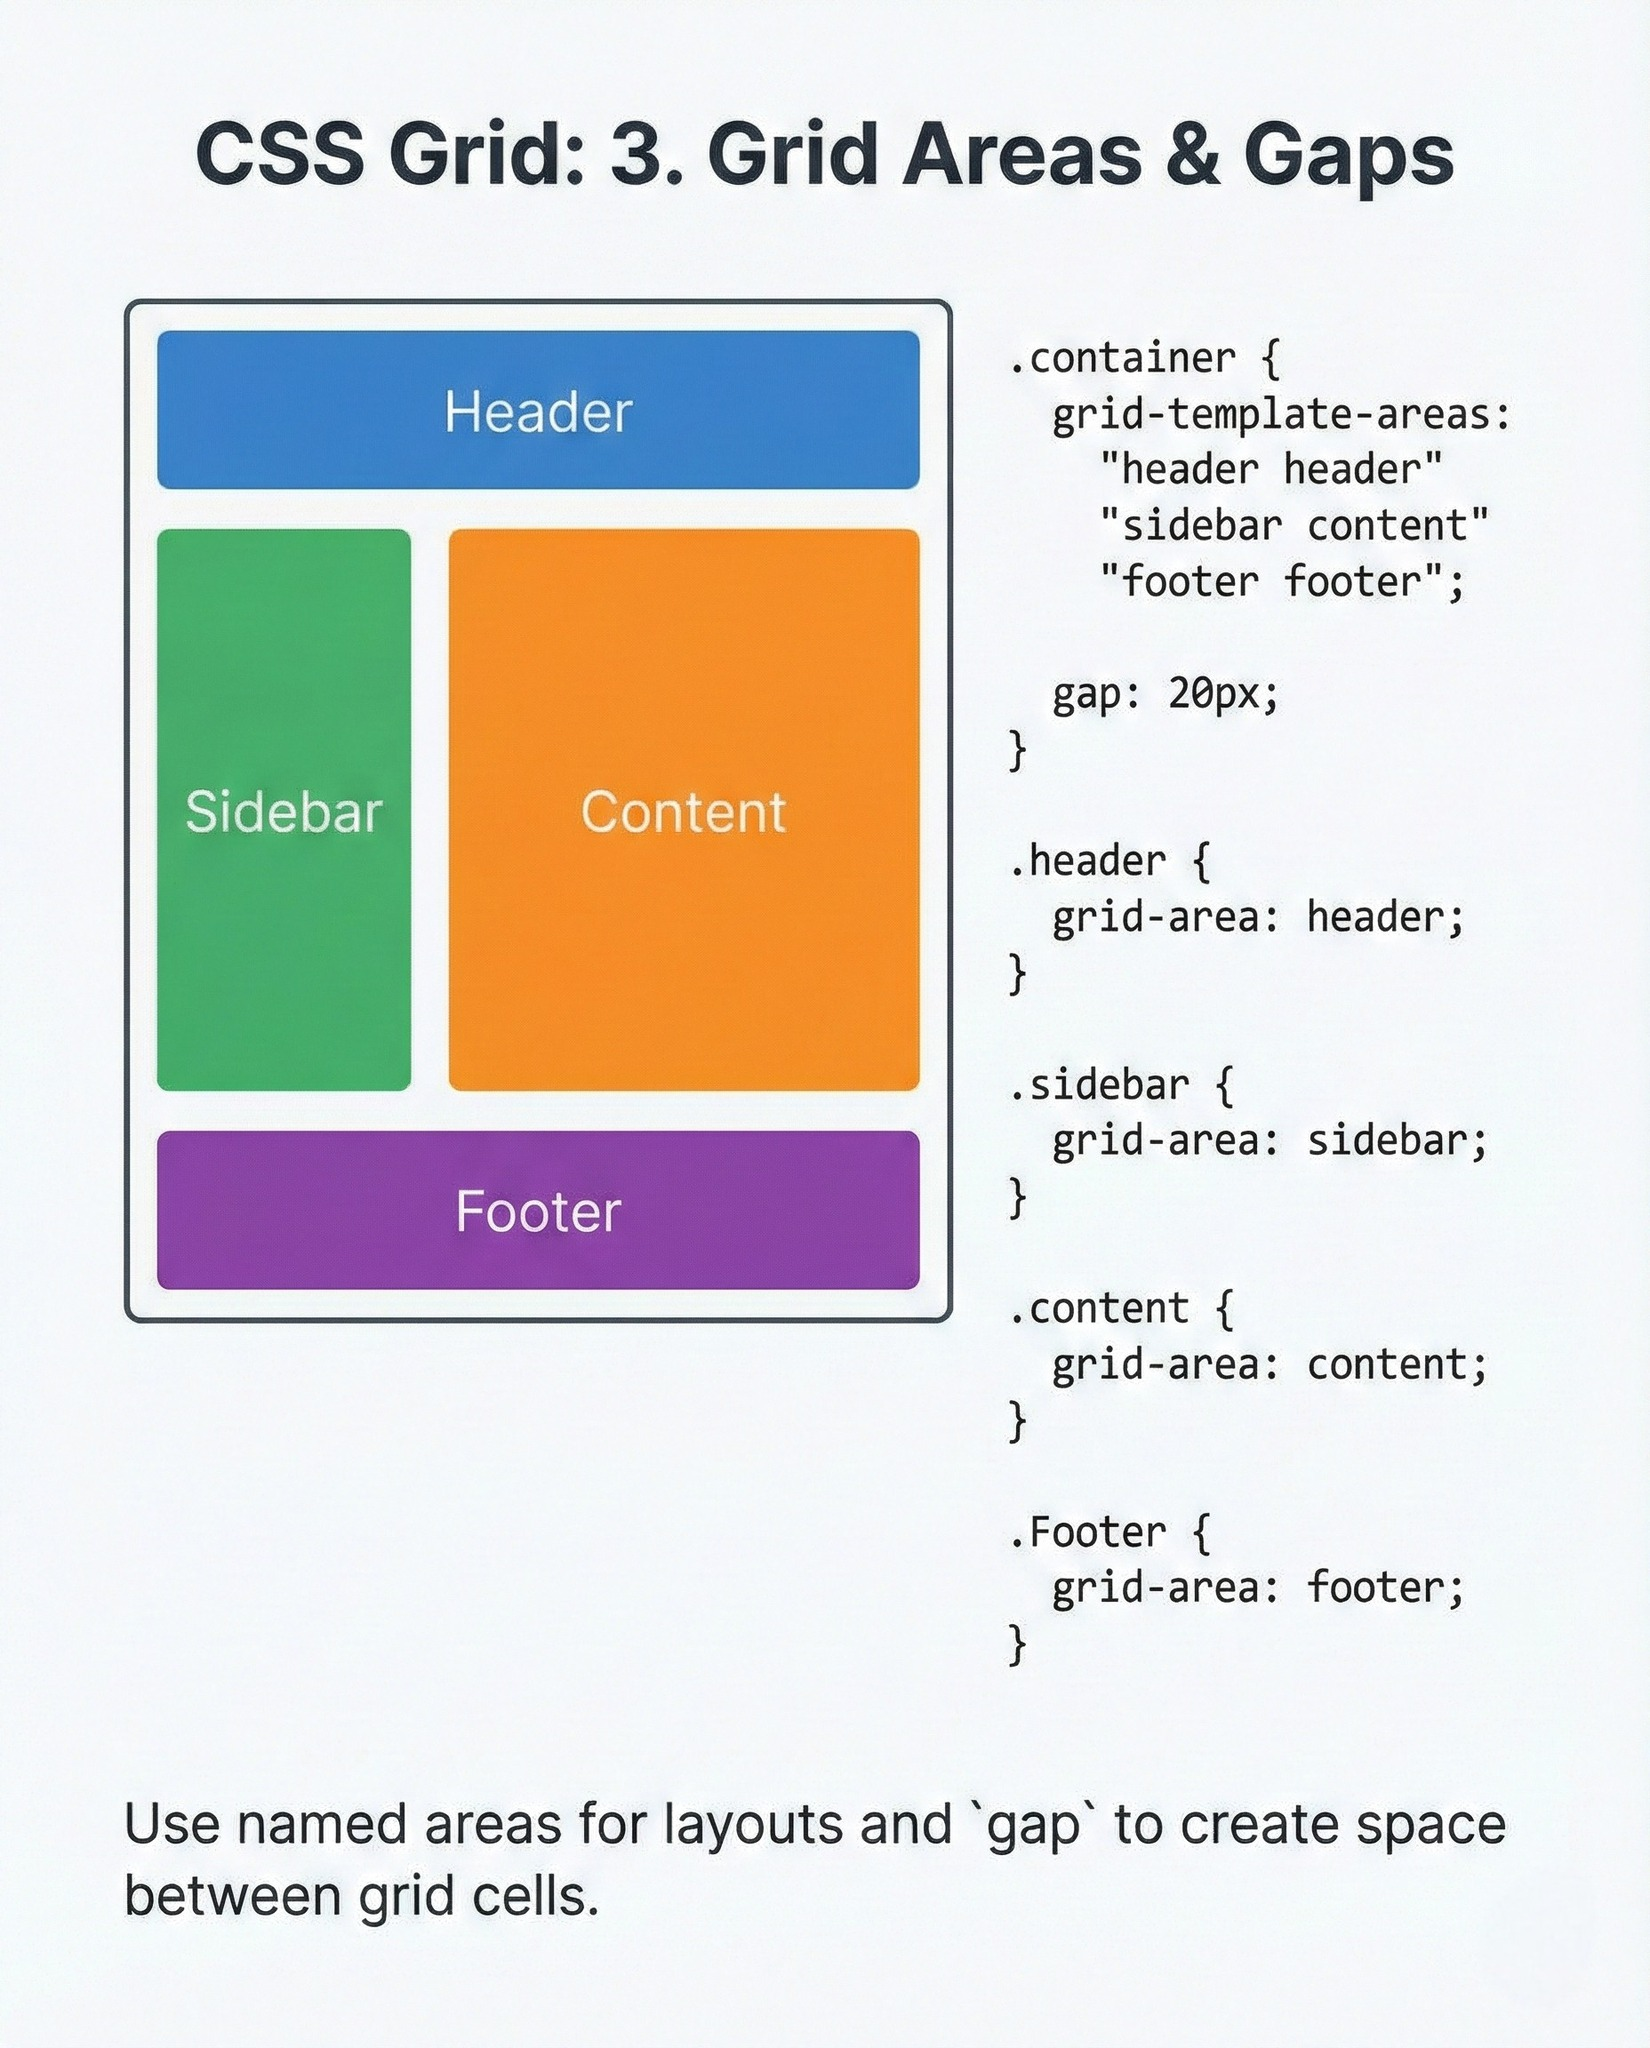 CSS Grid: 3. Grid Areas & Gaps
Header
Sidebar
Content
Footer
.container {
  grid-template-areas:
    "header header"
    "sidebar content"
    "footer footer";
  gap: 20px;
}
.header {
  grid-area: header;
}
.sidebar {
  grid-area: sidebar;
}
.content {
  grid-area: content;
}
.Footer {
  grid-area: footer;
}
Use named areas for layouts and `gap` to create space
between grid cells.